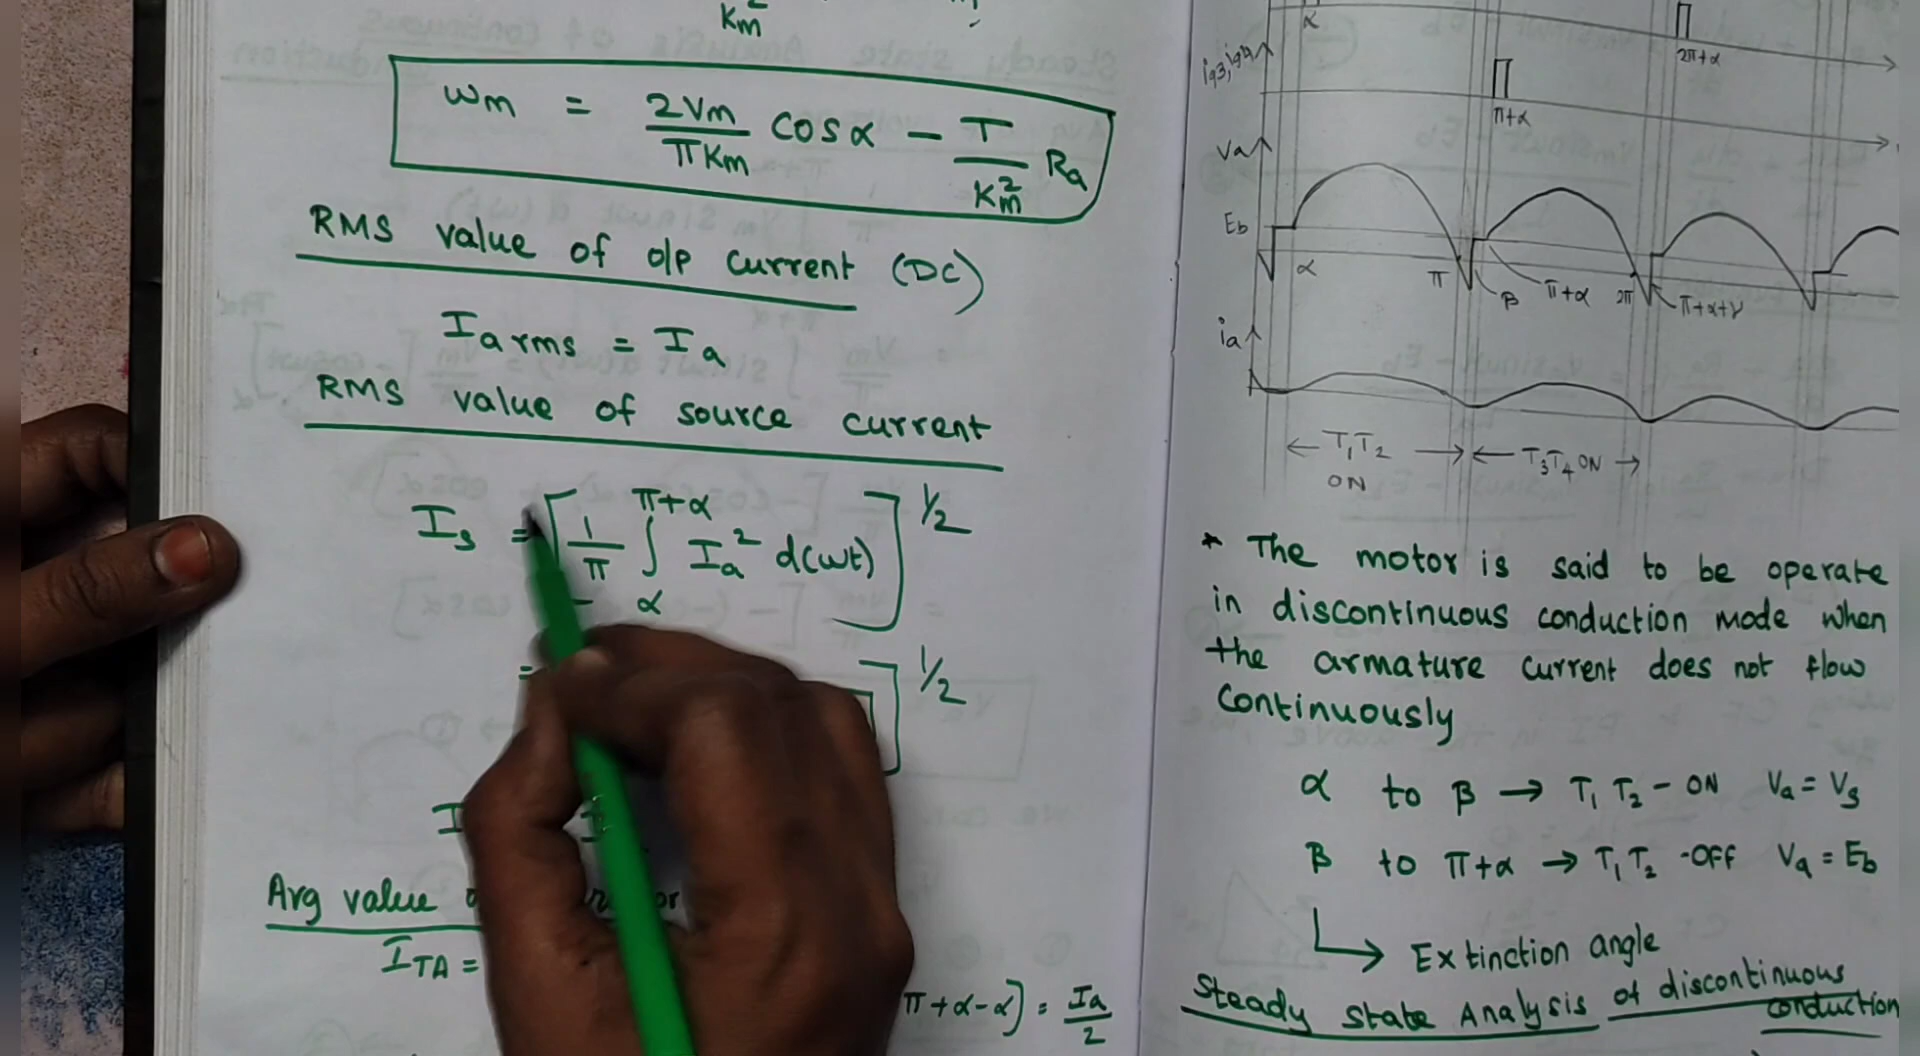 Km²
ωm = 2Vm/πKm cosα - T/Km² Ra
RMS value of o/p current (DC)
Ia rms = Ia
RMS value of source current
Is = [1/π ∫α^π+α Ia² d(ωt)]^1/2
= ]^1/2
I
Avg value
ITA =
π+α-α] = Ia/2
α
2π+α
ig3,ig4
π+α
Va
Eb
α π β π+α 2π π+α+γ
ia
T1T2 ON
T3T4 ON
* The motor is said to be operate
in discontinuous conduction mode when
the armature current does not flow
continuously
α to β → T1 T2 - ON Va = Vs
β to π+α → T1 T2 -OFF Va = Eb
Extinction angle
Steady state Analysis of discontinuous
conduction